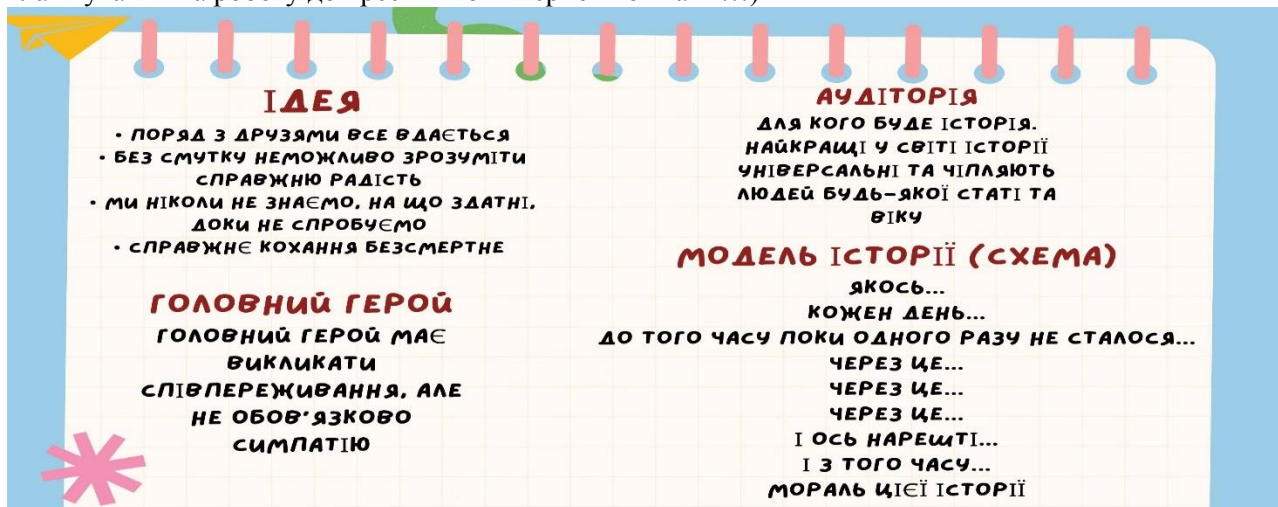 ІДЕЯ
• ПОРЯД З ДРУЗЯМИ ВСЕ ВДАЄТЬСЯ
• БЕЗ СМУТКУ НЕМОЖЛИВО ЗРОЗУМІТИ
СПРАВЖНЮ РАДІСТЬ
• МИ НІКОЛИ НЕ ЗНАЄМО, НА ЩО ЗДАТНІ,
ДОКИ НЕ СПРОБУЄМО
• СПРАВЖНЄ КОХАННЯ БЕЗСМЕРТНЕ
ГОЛОВНИЙ ГЕРОЙ
ГОЛОВНИЙ ГЕРОЙ МАЄ
ВИКЛИКАТИ
СПІВПЕРЕЖИВАННЯ, АЛЕ
НЕ ОБОВ'ЯЗКОВО
СИМПАТІЮ
АУДІТОРІЯ
ДЛЯ КОГО БУДЕ ІСТОРІЯ.
НАЙКРАЩІ У СВІТІ ІСТОРІЇ
УНІВЕРСАЛЬНІ ТА ЧІПЛЯЮТЬ
ЛЮДЕЙ БУДЬ-ЯКОЇ СТАТІ ТА
ВІКУ
МОДЕЛЬ ІСТОРІЇ (СХЕМА)
ЯКОСЬ...
КОЖЕН ДЕНЬ...
ДО ТОГО ЧАСУ ПОКИ ОДНОГО РАЗУ НЕ СТАЛОСЯ...
ЧЕРЕЗ ЦЕ...
ЧЕРЕЗ ЦЕ...
ЧЕРЕЗ ЦЕ...
І ОСЬ НАРЕШТІ...
І З ТОГО ЧАСУ...
МОРАЛЬ ЦІЄЇ ІСТОРІЇ